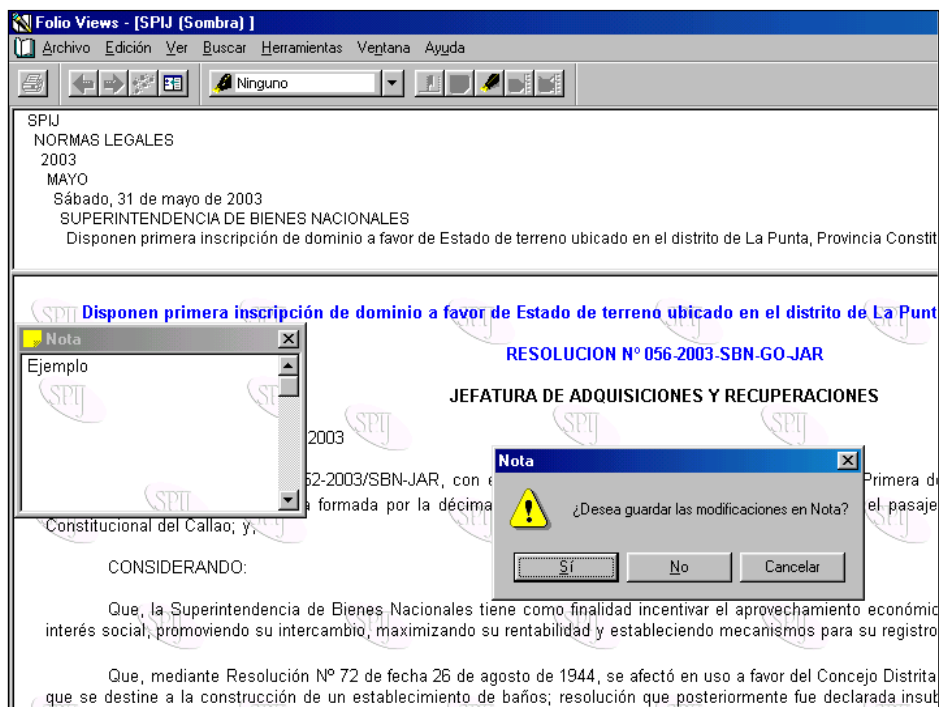 Folio Views - [SPIJ (Sombra) ]
Archivo Edición Ver Buscar Herramientas Ventana Ayuda
Ninguno
SPIJ
NORMAS LEGALES
2003
MAYO
Sábado, 31 de mayo de 2003
SUPERINTENDENCIA DE BIENES NACIONALES
Disponen primera inscripción de dominio a favor de Estado de terreno ubicado en el distrito de La Punta, Provincia Constit
Disponen primera inscripción de dominio a favor de Estado de terreno ubicado en el distrito de La Punt
RESOLUCION Nº 056-2003-SBN-GO-JAR
JEFATURA DE ADQUISICIONES Y RECUPERACIONES
Nota
Ejemplo
2003
52-2003/SBN-JAR, con
Primera
formada por la décima
el pasaje
Constitucional del Callao; y,
Nota
¿Desea guardar las modificaciones en Nota?
Sí No Cancelar
CONSIDERANDO:
Que, la Superintendencia de Bienes Nacionales tiene como finalidad incentivar el aprovechamiento económic
interés social, promoviendo su intercambio, maximizando su rentabilidad y estableciendo mecanismos para su registro
Que, mediante Resolución Nº 72 de fecha 26 de agosto de 1944, se afectó en uso a favor del Concejo Distrita
que se destine a la construcción de un establecimiento de baños; resolución que posteriormente fue declarada insub